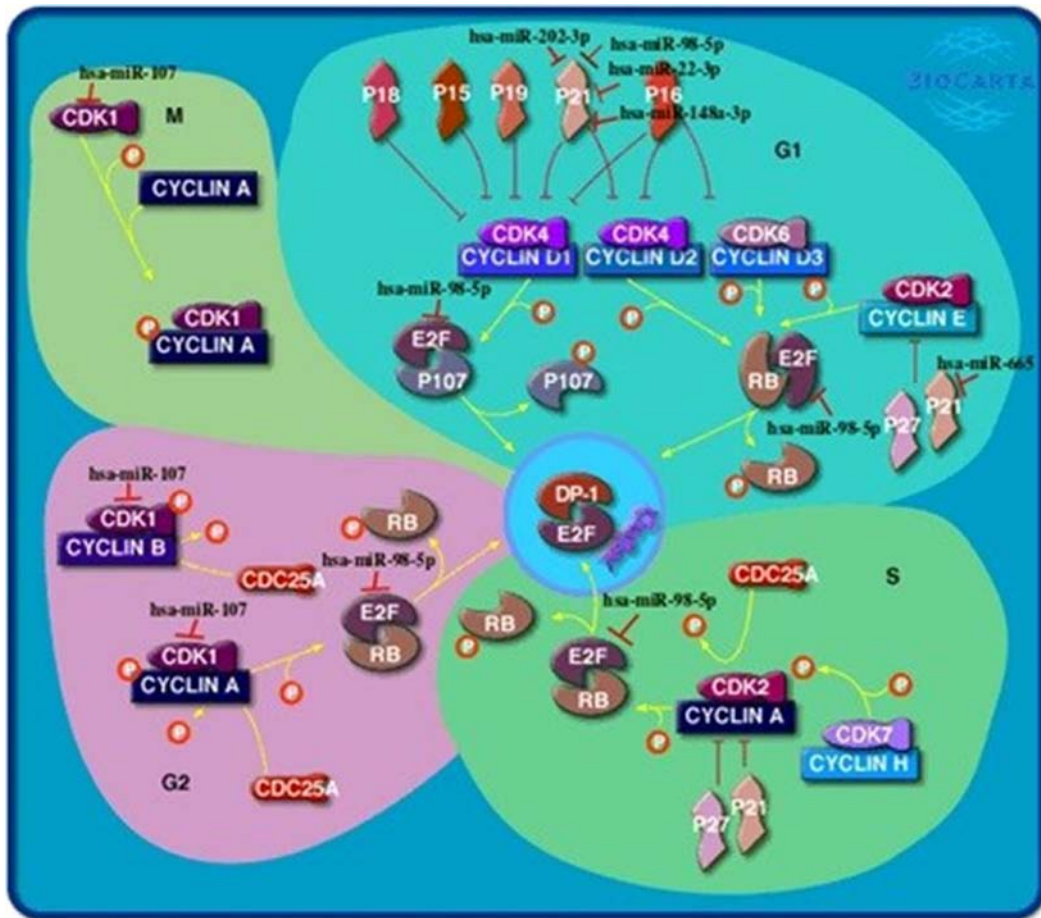 hsa-miR-107
CDK1
M
P
CYCLIN A
CDK1
P
CYCLIN A
hsa-miR-202-3p
hsa-miR-98-5p
hsa-miR-22-3p
P18
P15
P19
P21
P16
hsa-miR-148a-3p
BIOCARTA
G1
CDK4
CYCLIN D1
CDK4
CYCLIN D2
CDK6
CYCLIN D3
hsa-miR-98-5p
P
P
P
P
CDK2
CYCLIN E
E2F
P107
P
P107
E2F
RB
hsa-miR-665
P21
P27
hsa-miR-98-5p
P
RB
DP-1
E2F
hsa-miR-107
CDK1
P
CYCLIN B
P
CDC25A
P
RB
hsa-miR-98-5p
E2F
RB
hsa-miR-107
CDK1
P
CYCLIN A
P
P
CDC25A
G2
hsa-miR-98-5p
RB
P
E2F
RB
CDC25A
S
P
CDK2
CYCLIN A
P
P
P
CDK7
CYCLIN H
P27
P21